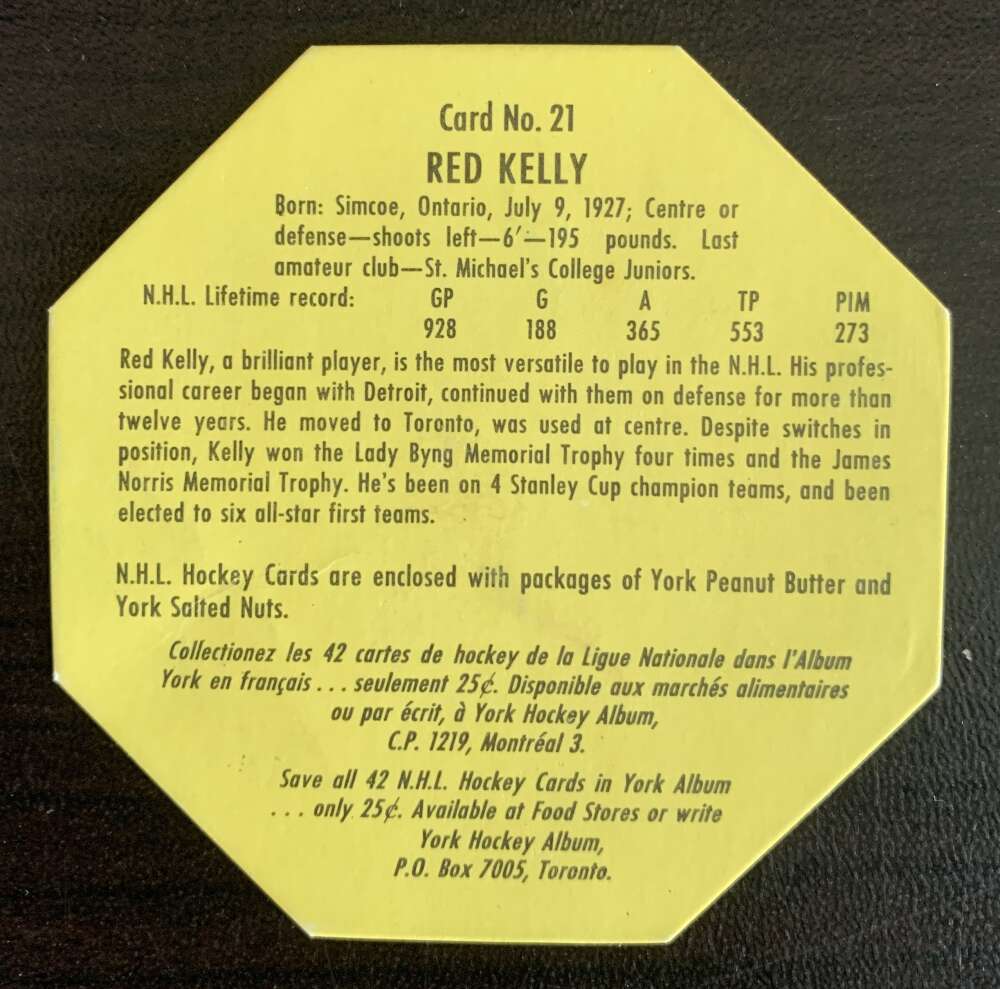 Card No. 21
RED KELLY
Born: Simcoe, Ontario, July 9, 1927; Centre or
defense—shoots left—6′—195 pounds. Last
amateur club—St. Michael's College Juniors.
N.H.L. Lifetime record: GP G A TP PIM
928 188 365 553 273
Red Kelly, a brilliant player, is the most versatile to play in the N.H.L. His profes-
sional career began with Detroit, continued with them on defense for more than
twelve years. He moved to Toronto, was used at centre. Despite switches in
position, Kelly won the Lady Byng Memorial Trophy four times and the James
Norris Memorial Trophy. He's been on 4 Stanley Cup champion teams, and been
elected to six all-star first teams.
N.H.L. Hockey Cards are enclosed with packages of York Peanut Butter and
York Salted Nuts.
Collectionez les 42 cartes de hockey de la Ligue Nationale dans l'Album
York en français . . . seulement 25¢. Disponible aux marchés alimentaires
ou par écrit, à York Hockey Album,
C.P. 1219, Montréal 3.
Save all 42 N.H.L. Hockey Cards in York Album
. . . only 25¢. Available at Food Stores or write
York Hockey Album,
P.O. Box 7005, Toronto.